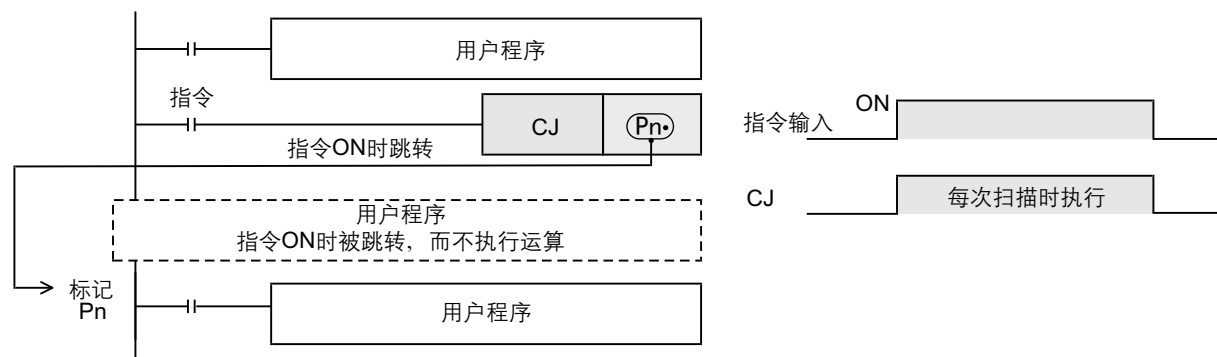 用户程序
指令
CJ
Pn•
指令ON时跳转
用户程序
指令ON时被跳转，而不执行运算
标记
Pn
用户程序
指令输入
ON
CJ
每次扫描时执行